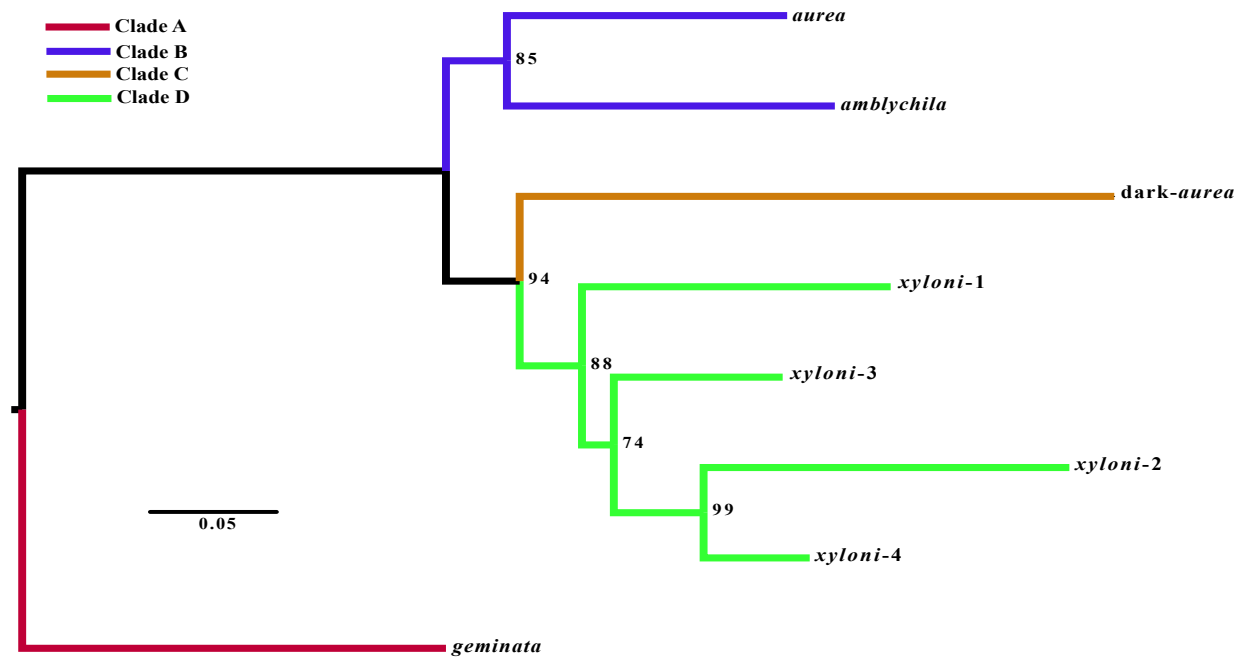 Clade A
Clade B
Clade C
Clade D
aurea
85
amblychila
dark-aurea
94
xyloni-1
88
xyloni-3
74
xyloni-2
99
0.05
xyloni-4
geminata